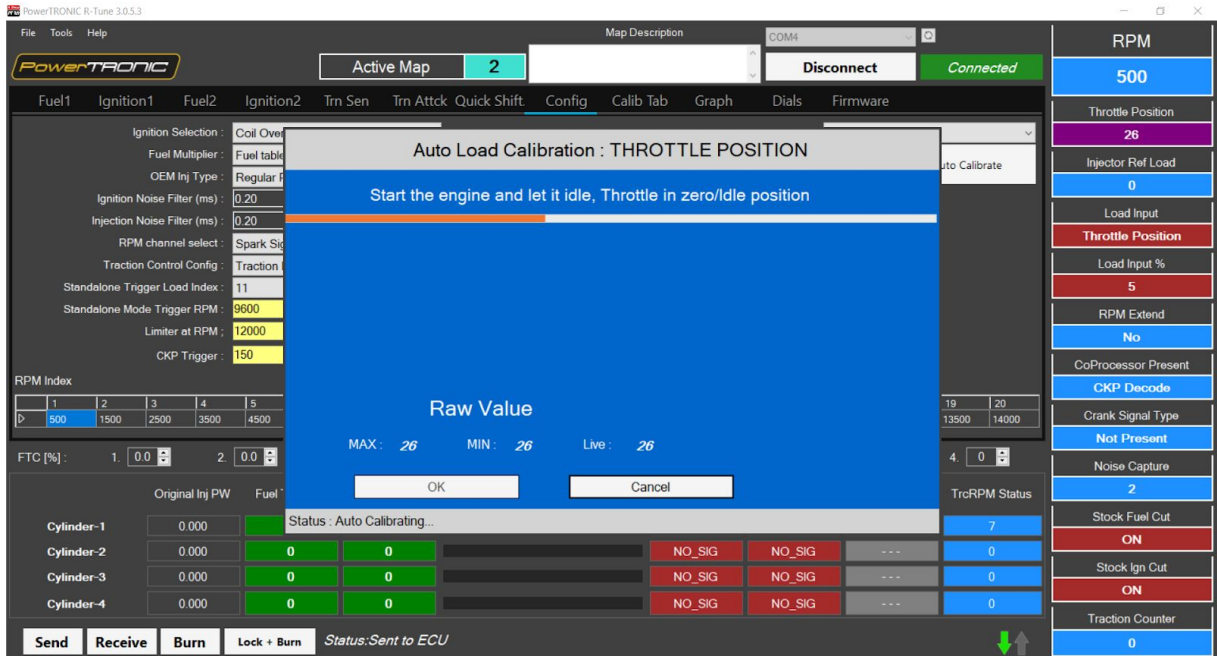 PowerTRONIC R-Tune 3.0.5.3
File Tools Help
Map Description
COM4
PowerTRONIC
Active Map 2
Disconnect
Connected
Fuel1 Ignition1 Fuel2 Ignition2 Trn Sen Trn Attck Quick Shift. Config Calib Tab Graph Dials Firmware
Ignition Selection : Coil Over
Fuel Multiplier : Fuel table
OEM Inj Type : Regular
Ignition Noise Filter (ms) : 0.20
Injection Noise Filter (ms) : 0.20
RPM channel select : Spark Sig
Traction Control Config : Traction
Standalone Trigger Load Index : 11
Standalone Mode Trigger RPM : 9600
Limiter at RPM ; 12000
CKP Trigger : 150
uto Calibrate
Auto Load Calibration : THROTTLE POSITION
Start the engine and let it idle, Throttle in zero/Idle position
Raw Value
MAX : 26 MIN : 26 Live : 26
OK Cancel
Status : Auto Calibrating...
RPM Index
1 2 3 4 5 19 20
500 1500 2500 3500 4500 13500 14000
FTC [%] : 1. 0.0 2. 0.0 4. 0
Original Inj PW Fuel TrcRPM Status
Cylinder-1 0.000 7
Cylinder-2 0.000 0 0 NO_SIG NO_SIG --- 0
Cylinder-3 0.000 0 0 NO_SIG NO_SIG --- 0
Cylinder-4 0.000 0 0 NO_SIG NO_SIG --- 0
Send Receive Burn Lock + Burn Status:Sent to ECU
RPM
500
Throttle Position
26
Injector Ref Load
0
Load Input
Throttle Position
Load Input %
5
RPM Extend
No
CoProcessor Present
CKP Decode
Crank Signal Type
Not Present
Noise Capture
2
Stock Fuel Cut
ON
Stock Ign Cut
ON
Traction Counter
0